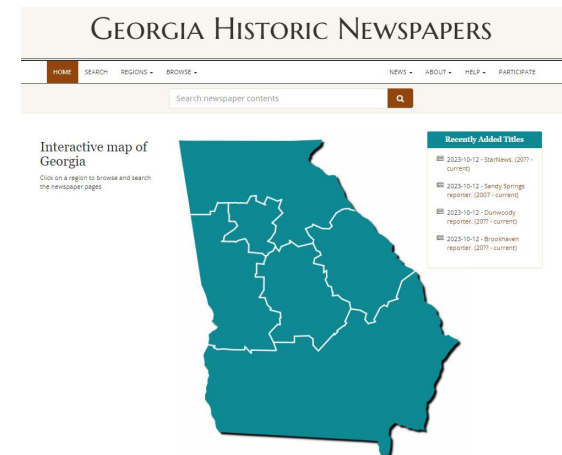 GEORGIA HISTORIC NEWSPAPERS
HOME SEARCH REGIONS BROWSE NEWS ABOUT HELP PARTICIPATE
Search newspaper contents
Interactive map of
Georgia
Click on a region to browse and search
the newspaper pages
Recently Added Titles
2023-10-12 - StarNews. (20?? -
current)
2023-10-12 - Sandy Springs
reporter. (2007 - current)
2023-10-12 - Dunwoody
reporter. (20?? - current)
2023-10-12 - Brookhaven
reporter. (20?? - current)